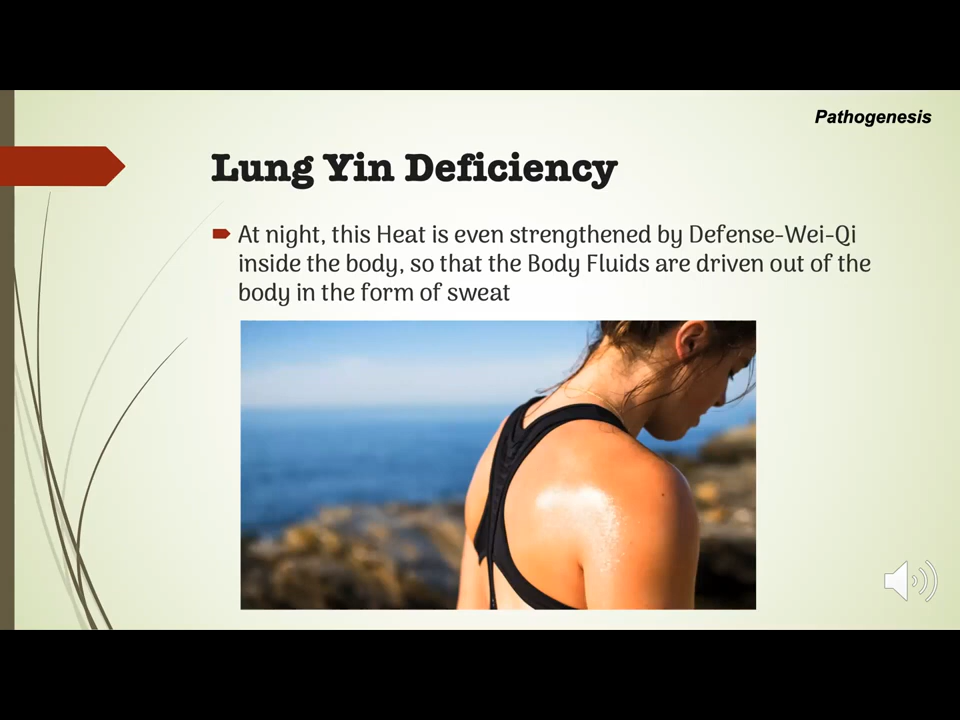 Pathogenesis
Lung Yin Deficiency
At night, this Heat is even strengthened by Defense-Wei-Qi
inside the body, so that the Body Fluids are driven out of the
body in the form of sweat